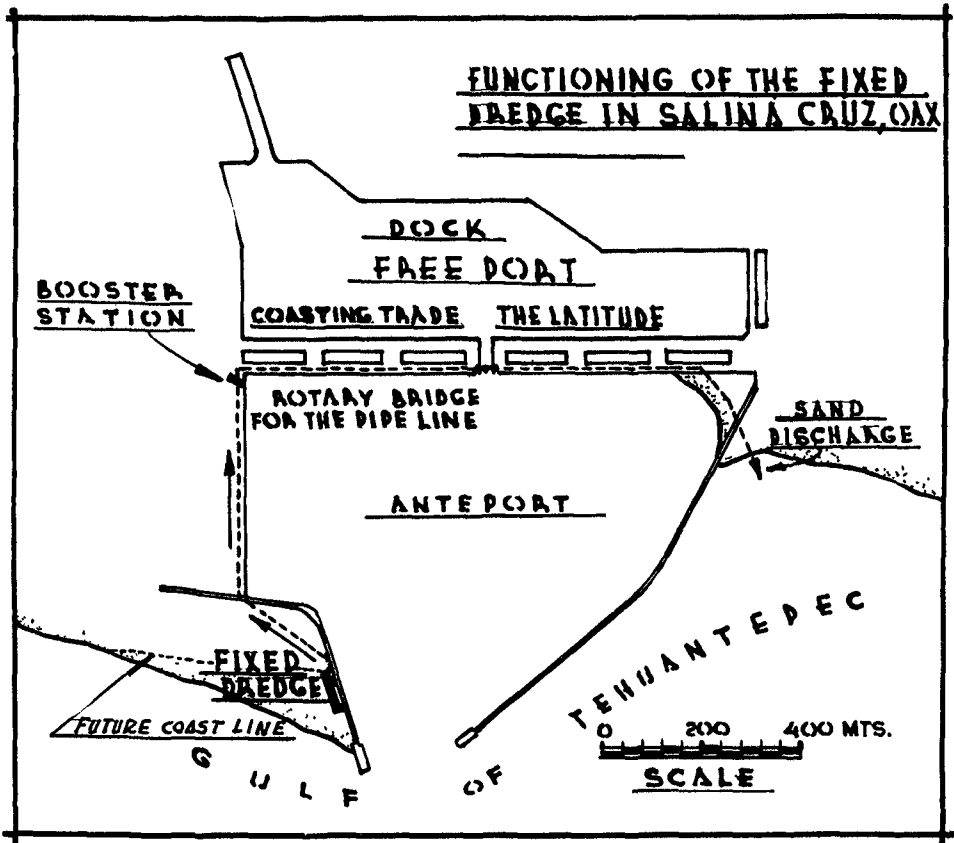 FUNCTIONING OF THE FIXED
DREDGE IN SALINA CRUZ, OAX
DOCK
FREE PORT
BOOSTER
STATION
COASTING TRADE
THE LATITUDE
ROTARY BRIDGE
FOR THE PIPE LINE
SAND
DISCHARGE
ANTEPORT
FIXED
DREDGE
FUTURE COAST LINE
GULF OF TEHUANTEPEC
0 200 400 MTS.
SCALE